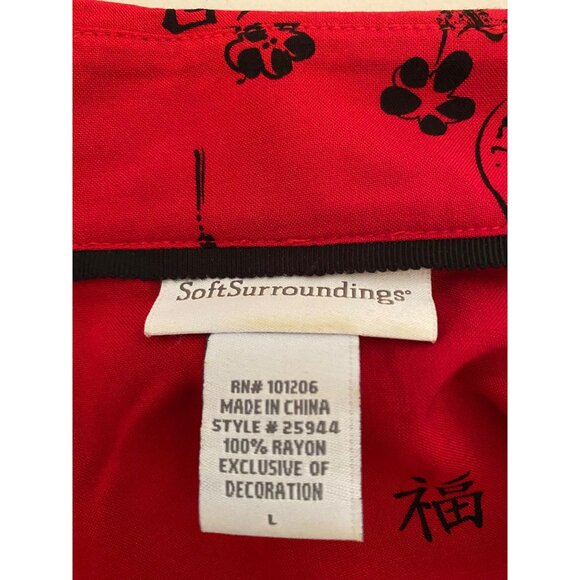 SoftSurroundings®
RN# 101206
MADE IN CHINA
STYLE # 25944
100% RAYON
EXCLUSIVE OF
DECORATION
L
福